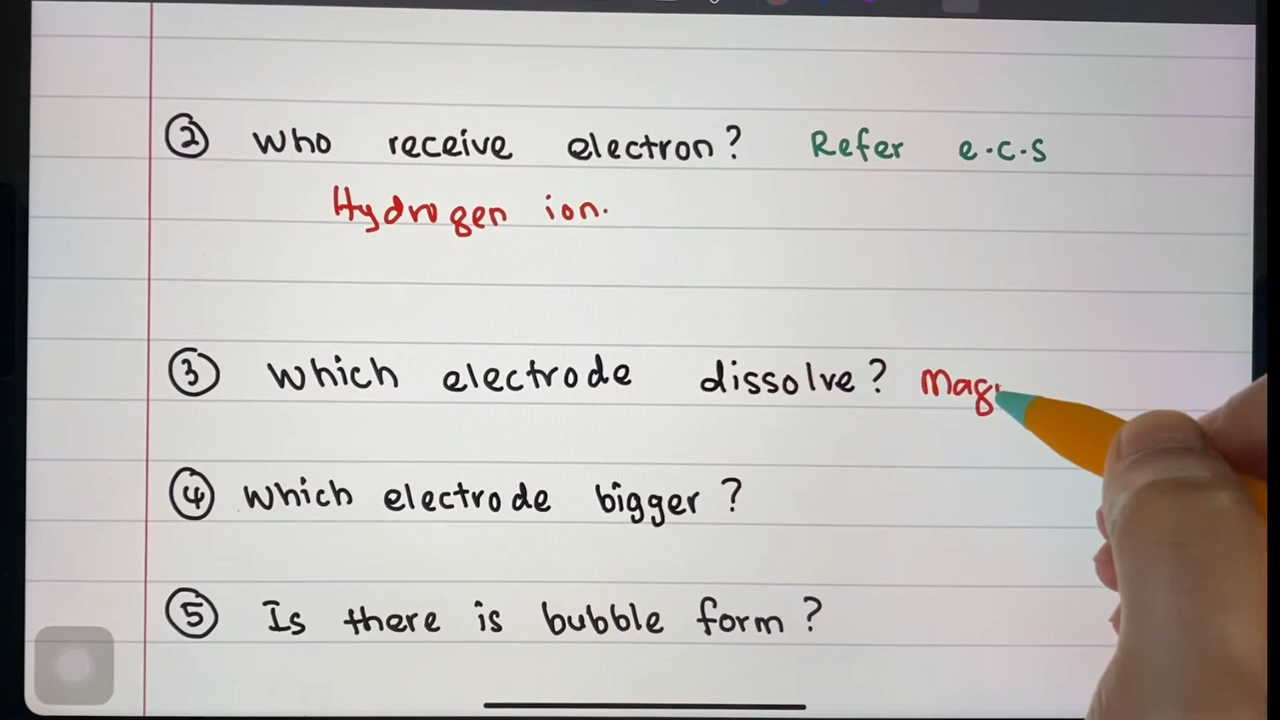 ② Who receive electron? Refer e.c.s
Hydrogen ion.
③ Which electrode dissolve? Mag
④ Which electrode bigger?
⑤ Is there is bubble form?